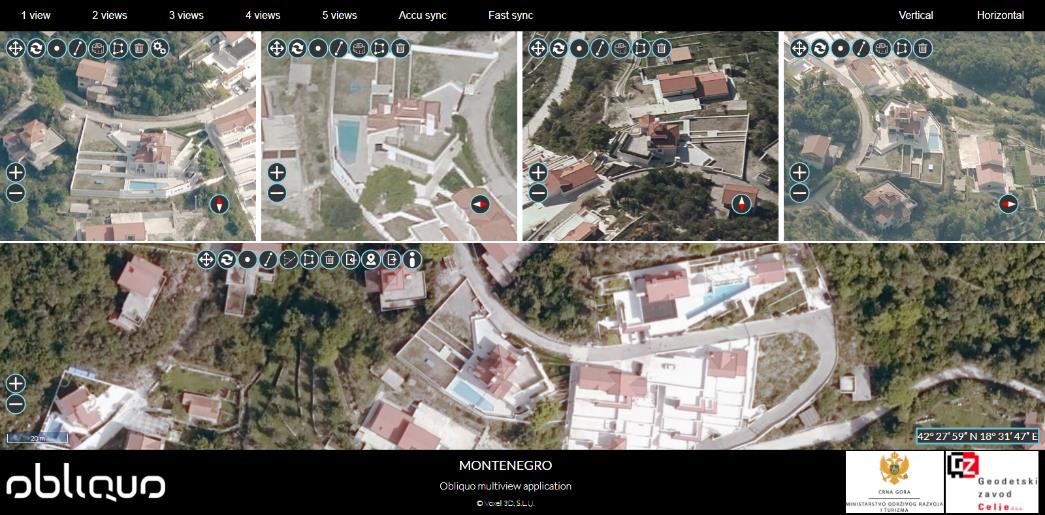 1 view
2 views
3 views
4 views
5 views
Accu sync
Fast sync
Vertical
Horizontal
20 m
42° 27' 59" N 18° 31' 47" E
obliquo
MONTENEGRO
Obliquo multiview application
© voxel 3D, S.L.U.
CRNA GORA
MINISTARSTVO ODRŽIVOG RAZVOJA
I TURIZMA
GZ
Geodetski
zavod
Celje d.o.o.